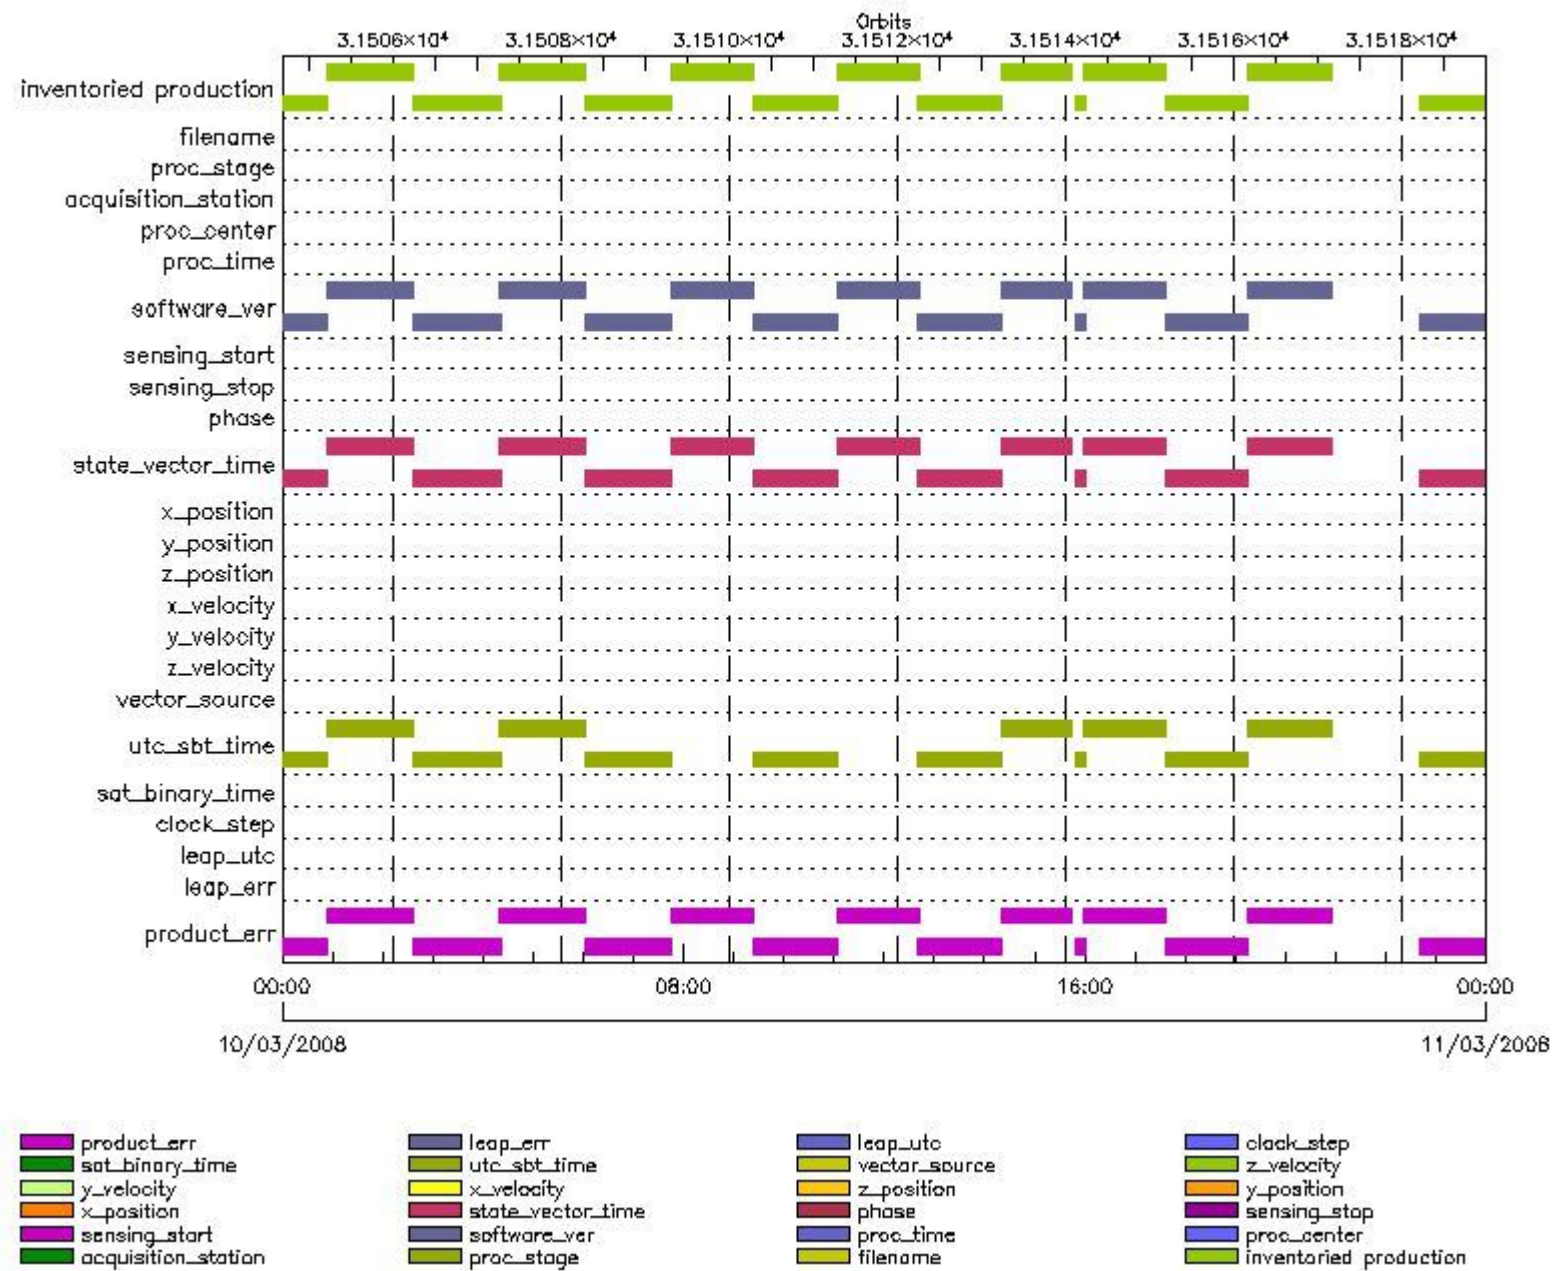 Orbits
3.1506×10⁴ 3.1508×10⁴ 3.1510×10⁴ 3.1512×10⁴ 3.1514×10⁴ 3.1516×10⁴ 3.1518×10⁴
inventoried production
filename
proc_stage
acquisition_station
proc_center
proc_time
software_ver
sensing_start
sensing_stop
phase
state_vector_time
x_position
y_position
z_position
x_velocity
y_velocity
z_velocity
vector_source
utc_sbt_time
sat_binary_time
clock_step
leap_utc
leap_err
product_err
00:00 08:00 16:00 00:00
10/03/2008 11/03/2008
product_err leap_err leap_utc clock_step
sat_binary_time utc_sbt_time vector_source z_velocity
y_velocity x_velocity z_position y_position
x_position state_vector_time phase sensing_stop
sensing_start software_ver proc_time proc_center
acquisition_station proc_stage filename inventoried production